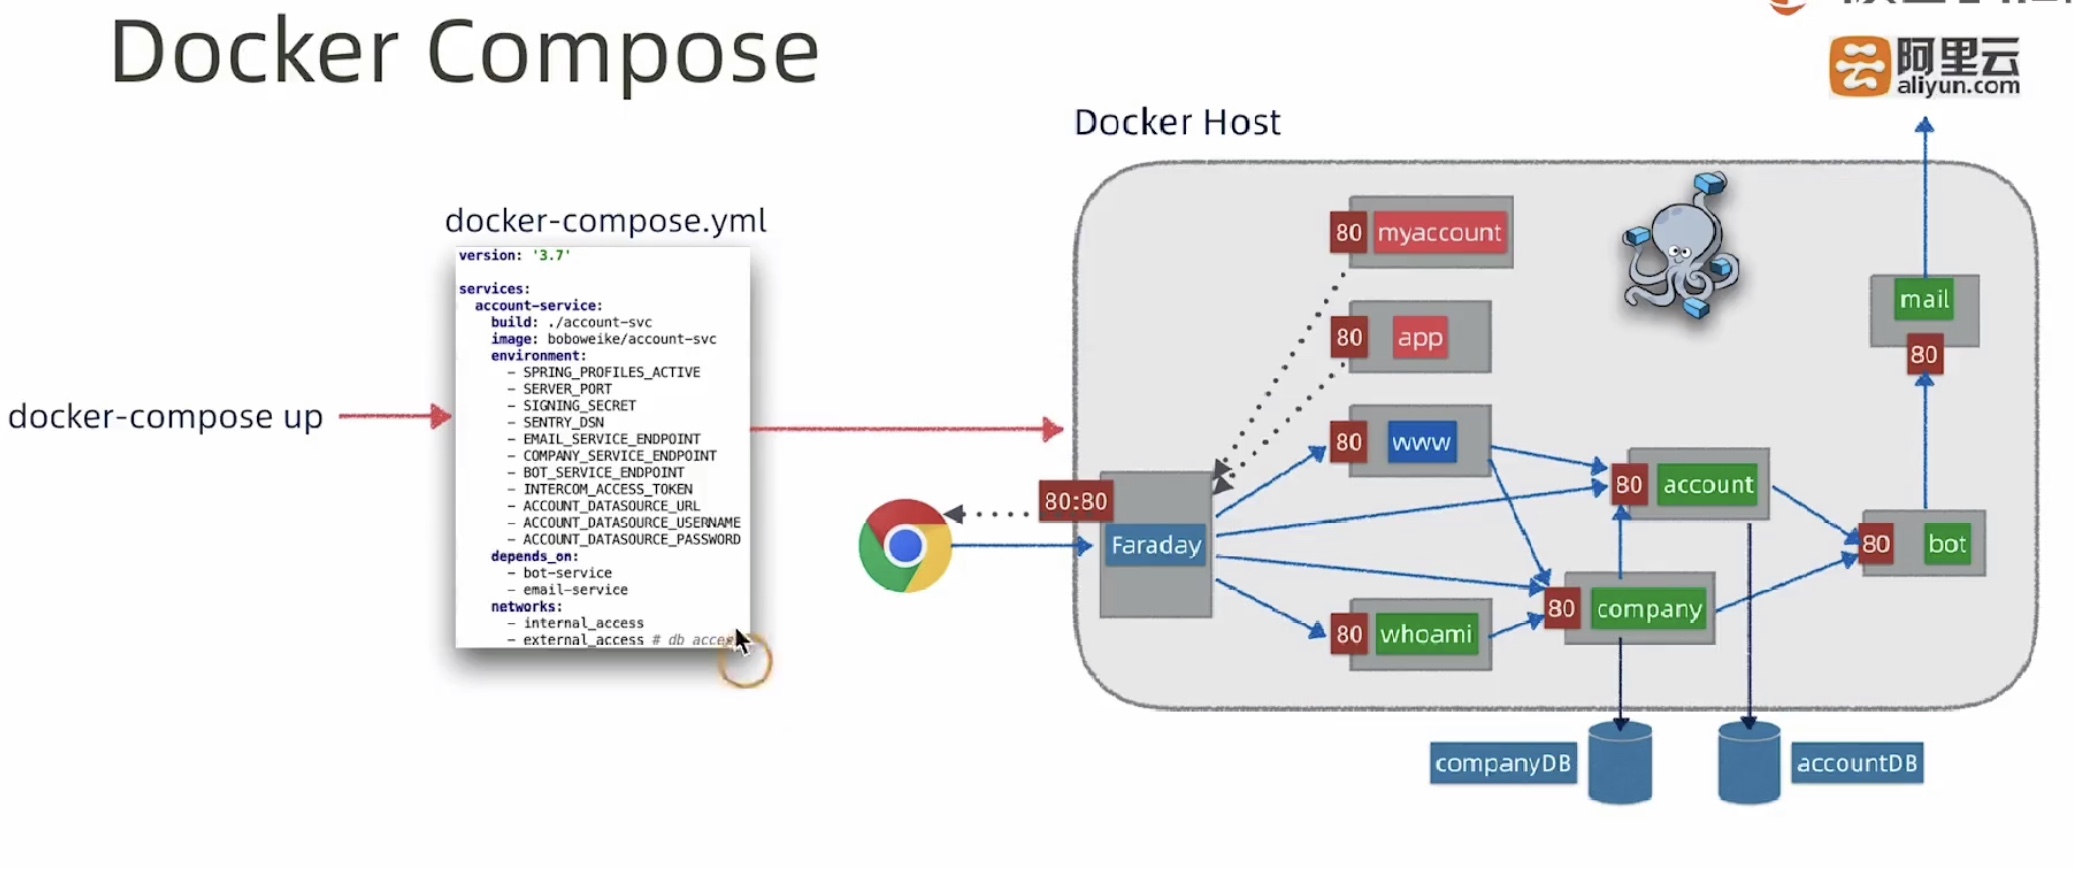 Docker Compose
阿里云
aliyun.com
Docker Host
docker-compose.yml
version: '3.7'
services:
account-service:
build: ./account-svc
image: boboweike/account-svc
environment:
- SPRING_PROFILES_ACTIVE
- SERVER_PORT
- SIGNING_SECRET
- SENTRY_DSN
- EMAIL_SERVICE_ENDPOINT
- COMPANY_SERVICE_ENDPOINT
- BOT_SERVICE_ENDPOINT
- INTERCOM_ACCESS_TOKEN
- ACCOUNT_DATASOURCE_URL
- ACCOUNT_DATASOURCE_USERNAME
- ACCOUNT_DATASOURCE_PASSWORD
depends_on:
- bot-service
- email-service
networks:
- internal_access
- external_access # db
docker-compose up
80 myaccount
80 app
80 www
80:80
Faraday
80 whoami
80 account
80 company
mail
80
80 bot
companyDB
accountDB